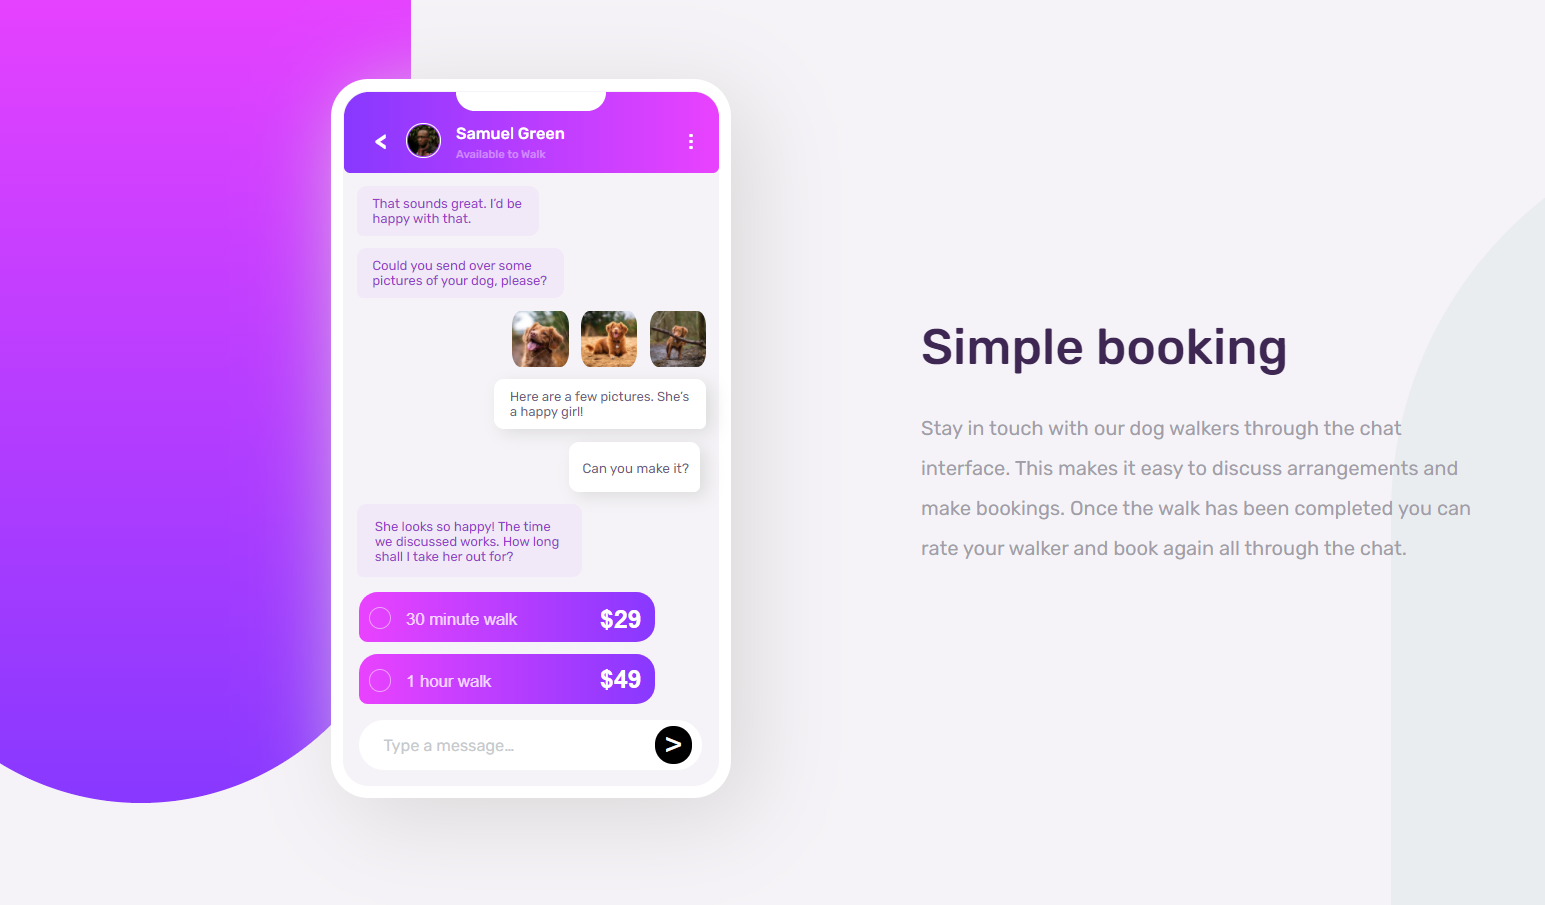 <
Samuel Green
Available to Walk
That sounds great. I'd be
happy with that.
Could you send over some
pictures of your dog, please?
Here are a few pictures. She's
a happy girl!
Can you make it?
She looks so happy! The time
we discussed works. How long
shall I take her out for?
30 minute walk $29
1 hour walk $49
Type a message… >
Simple booking
Stay in touch with our dog walkers through the chat
interface. This makes it easy to discuss arrangements and
make bookings. Once the walk has been completed you can
rate your walker and book again all through the chat.